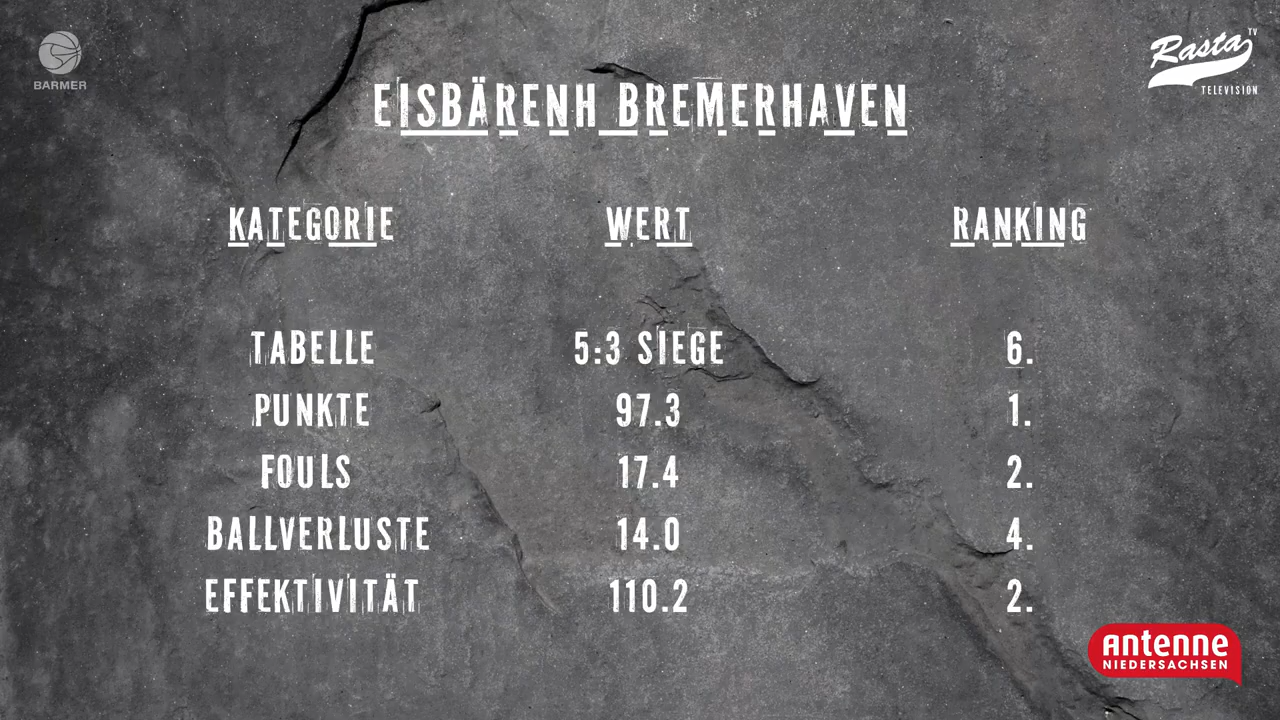 BARMER
Rasta TV
TELEVISION
EISBÄRENH BREMERHAVEN
KATEGORIE WERT RANKING
TABELLE 5:3 SIEGE 6.
PUNKTE 97.3 1.
FOULS 17.4 2.
BALLVERLUSTE 14.0 4.
EFFEKTIVITÄT 110.2 2.
antenne
NIEDERSACHSEN